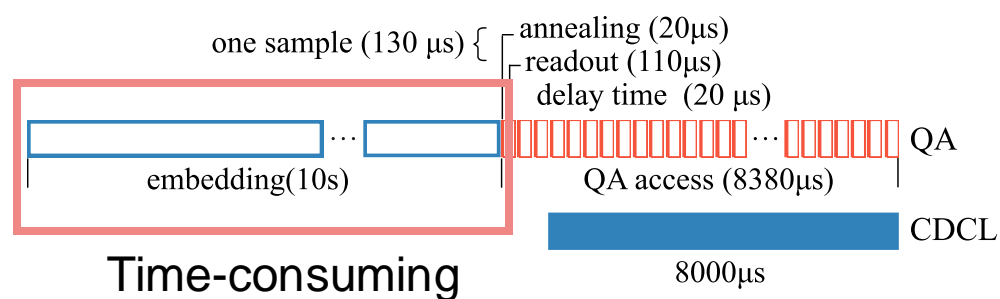 one sample (130 μs) { annealing (20μs)
readout (110μs)
delay time (20 μs)
... ... QA
embedding(10s) QA access (8380μs)
CDCL
Time-consuming 8000μs